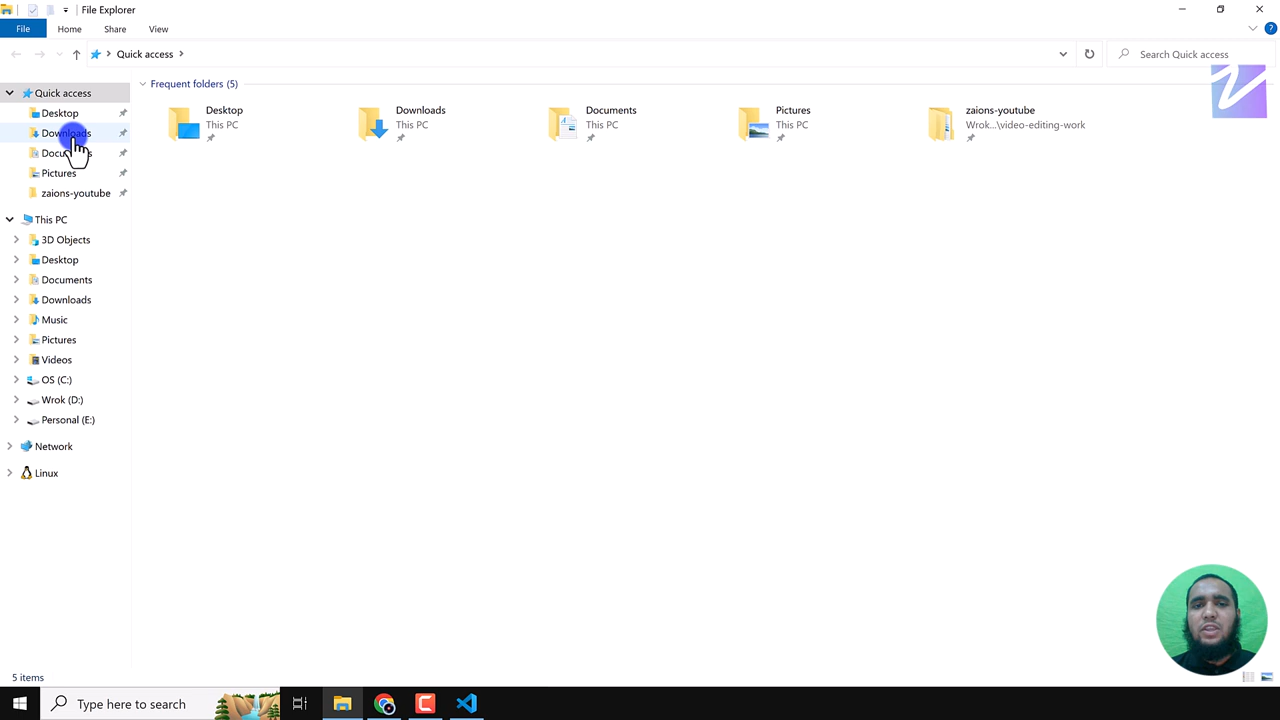 File Explorer
File
Home
Share
View
Quick access
Search Quick access
Quick access
Desktop
Downloads
Pictures
zaions-youtube
This PC
3D Objects
Desktop
Documents
Downloads
Music
Pictures
Videos
OS (C:)
Wrok (D:)
Personal (E:)
Network
Linux
Frequent folders (5)
Desktop
This PC
Downloads
This PC
Documents
This PC
Pictures
This PC
zaions-youtube
Wrok...\video-editing-work
5 items
Type here to search